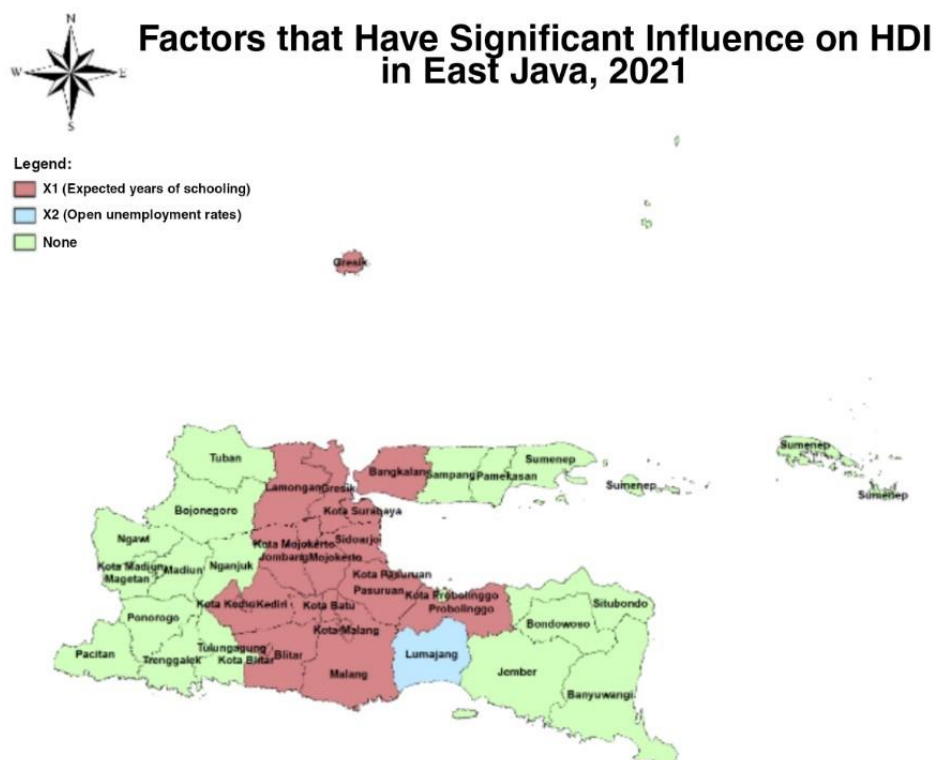 Factors that Have Significant Influence on HDI
in East Java, 2021
N
W
E
S
Legend:
X1 (Expected years of schooling)
X2 (Open unemployment rates)
None
Gresik
Tuban
Bojonegoro
Lamongan
Gresik
Bangkalan
Sampang
Pamekasan
Sumenep
Sumenep
Sumenep
Sumenep
Kota Surabaya
Ngawi
Kota Madiun
Magetan
Madiun
Nganjuk
Kota Mojokerto
Sidoarjo
Jombang
Mojokerto
Kota Pasuruan
Pasuruan
Kota Probolinggo
Probolinggo
Kota Kediri
Kediri
Kota Batu
Kota Malang
Ponorogo
Pacitan
Trenggalek
Tulungagung
Kota Blitar
Blitar
Malang
Lumajang
Situbondo
Bondowoso
Jember
Banyuwangi